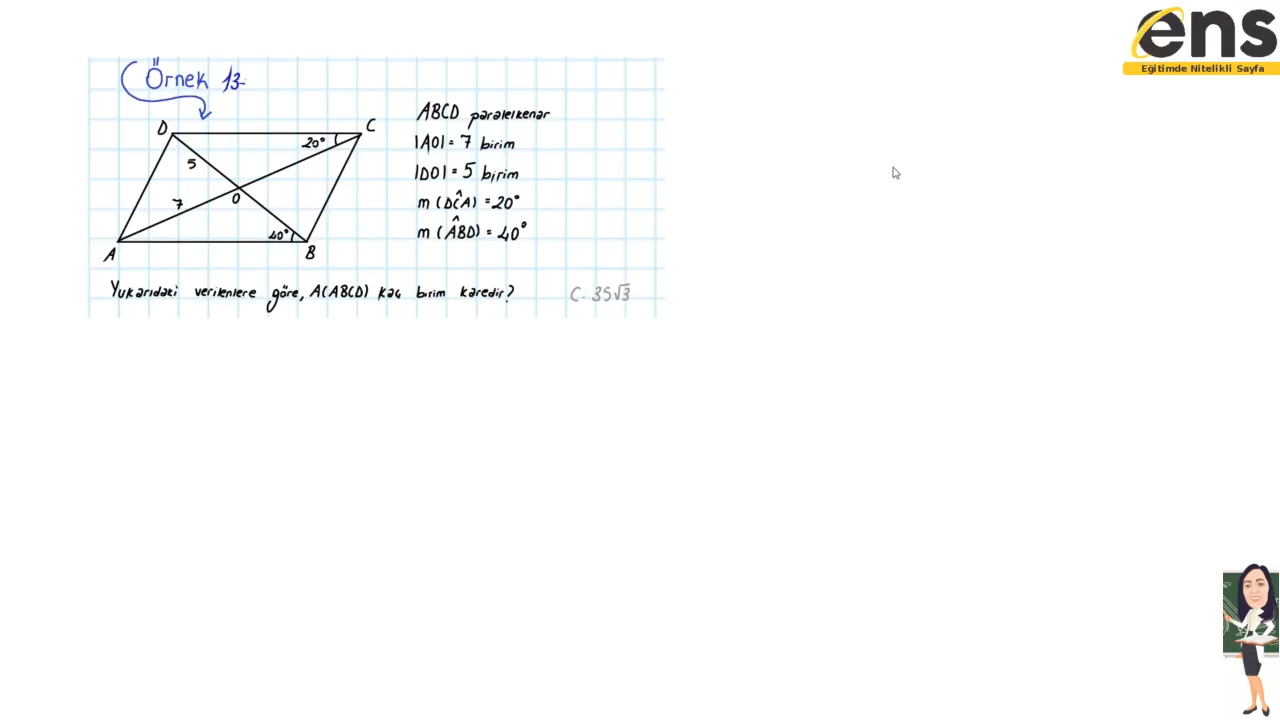 ens
Eğitimde Nitelikli Sayfa
Örnek 13
ABCD paralelkenar
|AO| = 7 birim
|DO| = 5 birim
m(DĈA) = 20°
m(AB̂D) = 40°
D
C
20°
5
7
O
40°
A
B
Yukarıdaki verilenlere göre, A(ABCD) kaç birim karedir?
C. 35√3